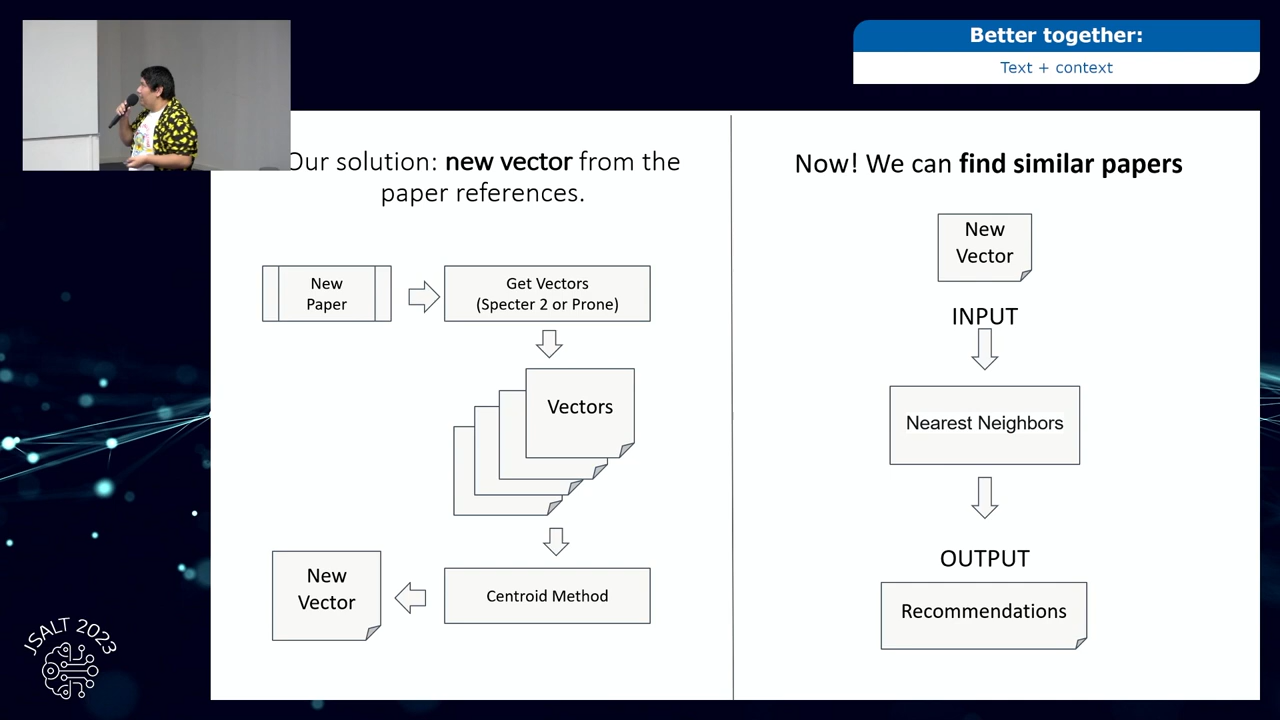 Better together:
Text + context
Our solution: new vector from the
paper references.
New
Paper
Get Vectors
(Specter 2 or Prone)
Vectors
Centroid Method
New
Vector
Now! We can find similar papers
New
Vector
INPUT
Nearest Neighbors
OUTPUT
Recommendations
JSALT 2023